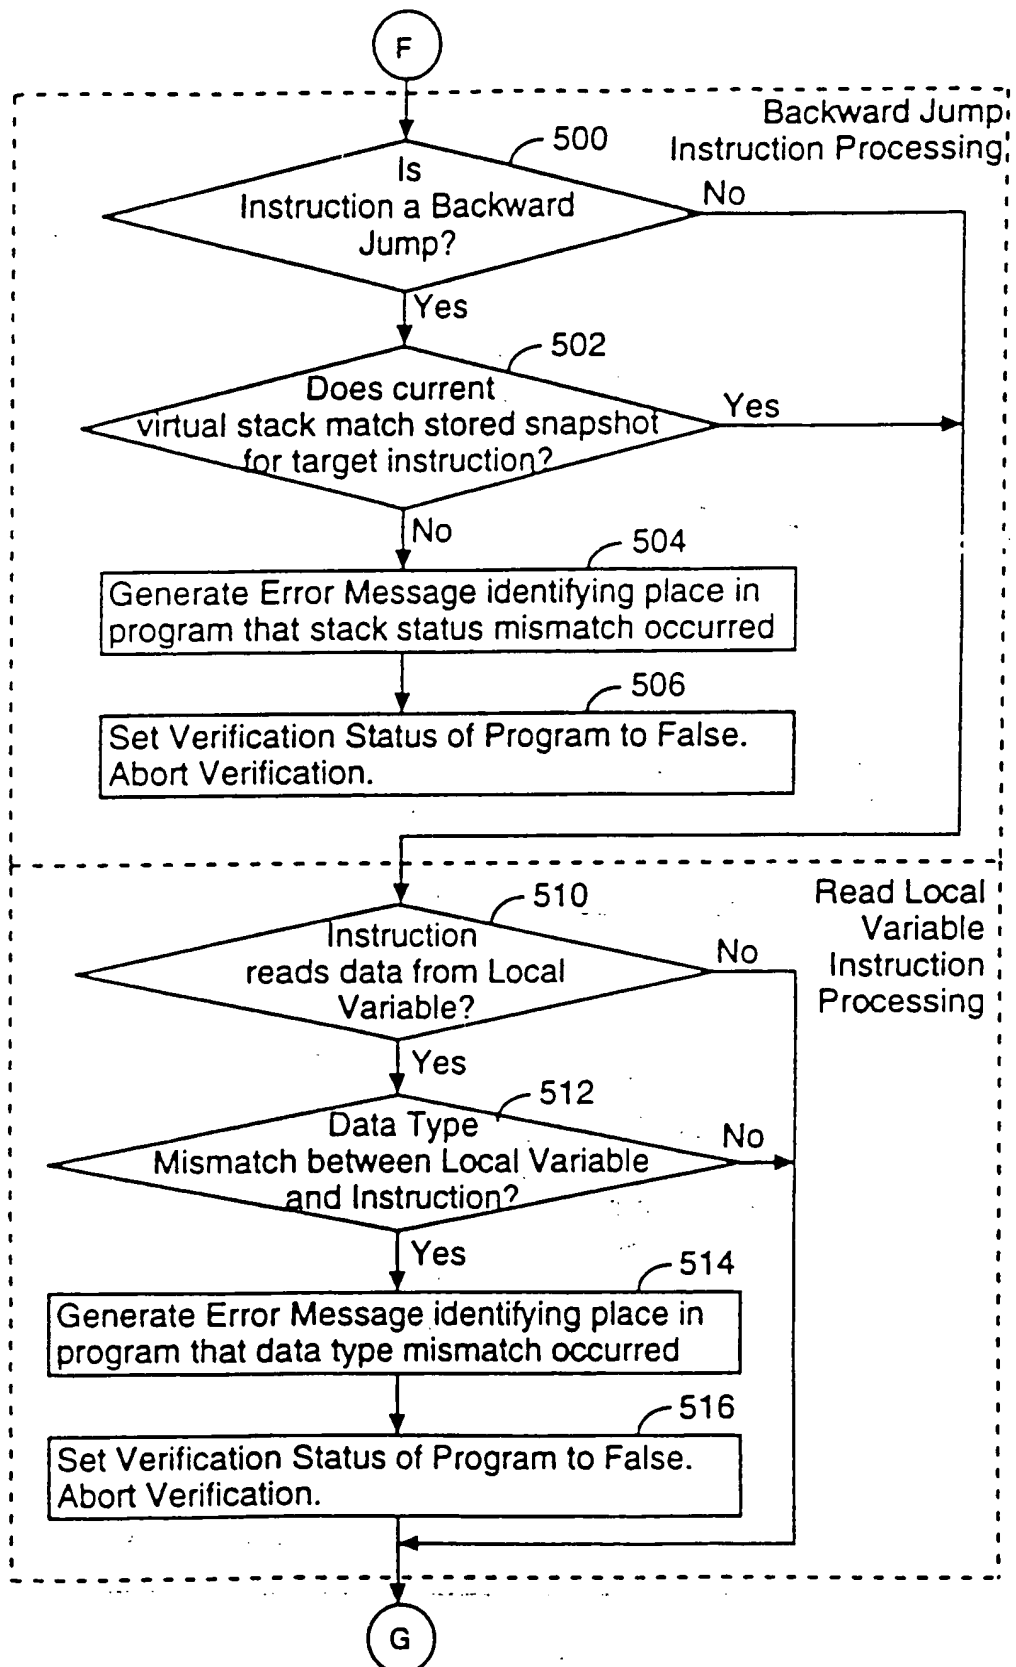 F
Backward Jump
Instruction Processing
500
Is
Instruction a Backward
Jump?
No
Yes
502
Does current
virtual stack match stored snapshot
for target instruction?
Yes
No
504
Generate Error Message identifying place in
program that stack status mismatch occurred
506
Set Verification Status of Program to False.
Abort Verification.
Read Local
Variable
Instruction
Processing
510
Instruction
reads data from Local
Variable?
No
Yes
512
Data Type
Mismatch between Local Variable
and Instruction?
No
Yes
514
Generate Error Message identifying place in
program that data type mismatch occurred
516
Set Verification Status of Program to False.
Abort Verification.
G